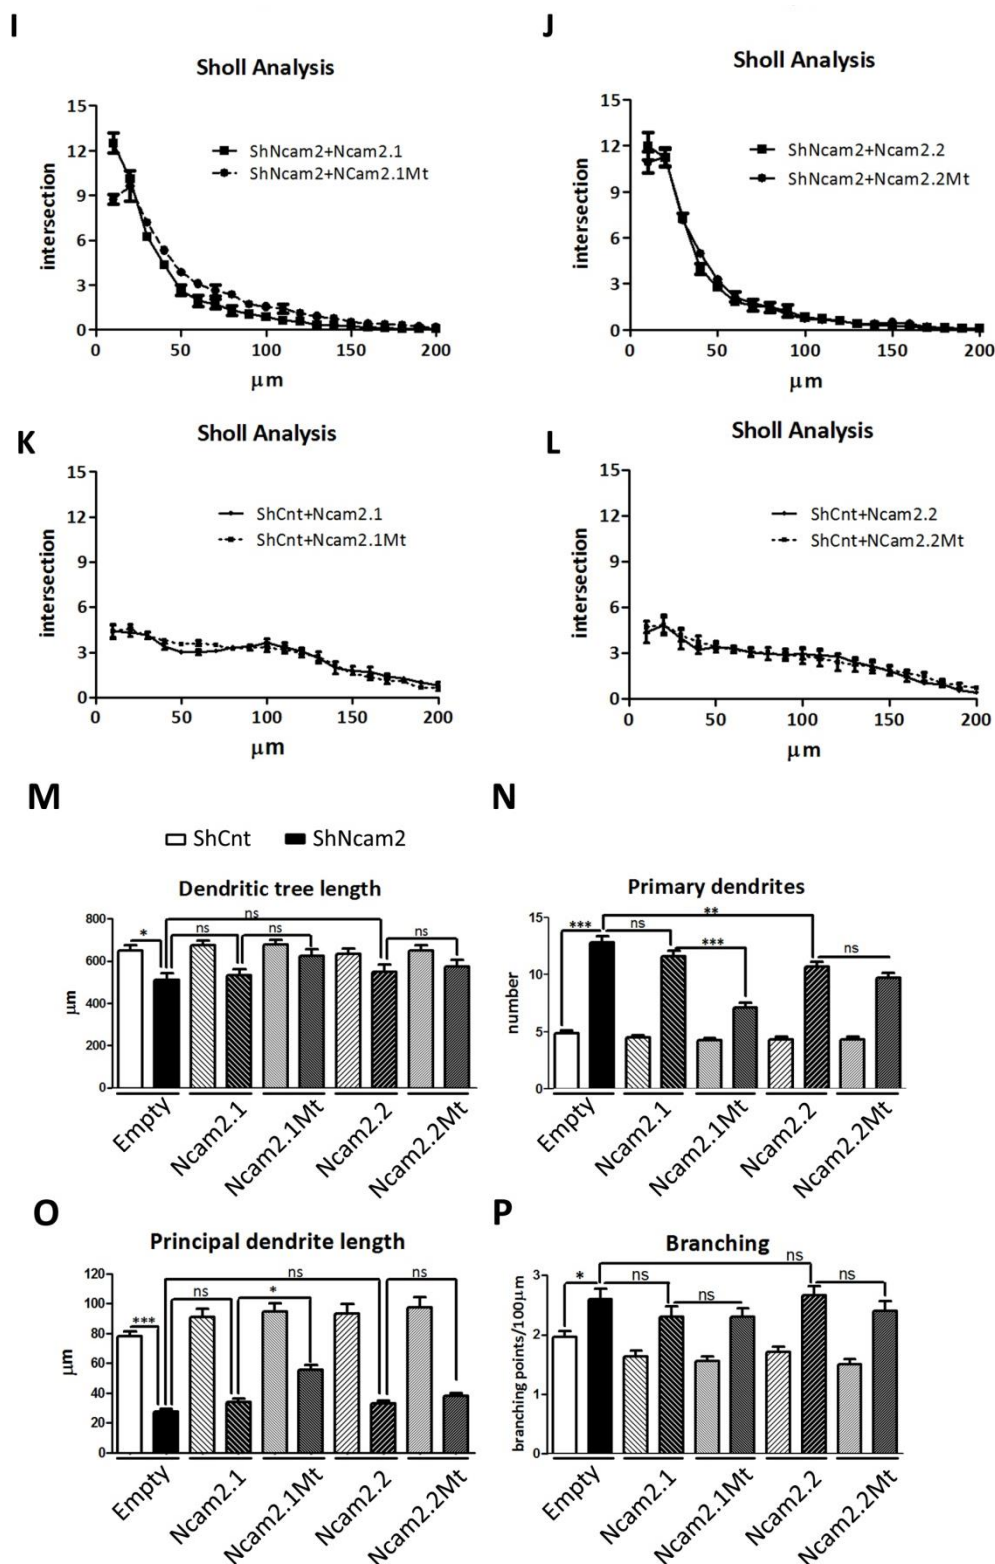 I
Sholl Analysis
15
12
9
6
3
0
intersection
ShNcam2+Ncam2.1
ShNcam2+NCam2.1Mt
0 50 100 150 200
μm
J
Sholl Analysis
15
12
9
6
3
0
intersection
ShNcam2+Ncam2.2
ShNcam2+Ncam2.2Mt
0 50 100 150 200
μm
K
Sholl Analysis
15
12
9
6
3
0
intersection
ShCnt+Ncam2.1
ShCnt+Ncam2.1Mt
0 50 100 150 200
μm
L
Sholl Analysis
15
12
9
6
3
0
intersection
ShCnt+Ncam2.2
ShCnt+NCam2.2Mt
0 50 100 150 200
μm
M
ShCnt ShNcam2
Dendritic tree length
800
600
400
200
0
μm
ns
* ns ns ns
Empty Ncam2.1 Ncam2.1Mt Ncam2.2 Ncam2.2Mt
N
Primary dendrites
15
10
5
0
number
**
*** ns
*** ns
Empty Ncam2.1 Ncam2.1Mt Ncam2.2 Ncam2.2Mt
O
Principal dendrite length
120
100
80
60
40
20
0
μm
ns ns
ns *
***
Empty Ncam2.1 Ncam2.1Mt Ncam2.2 Ncam2.2Mt
P
Branching
3
2
1
0
branching points/100μm
ns
* ns ns
ns
Empty Ncam2.1 Ncam2.1Mt Ncam2.2 Ncam2.2Mt